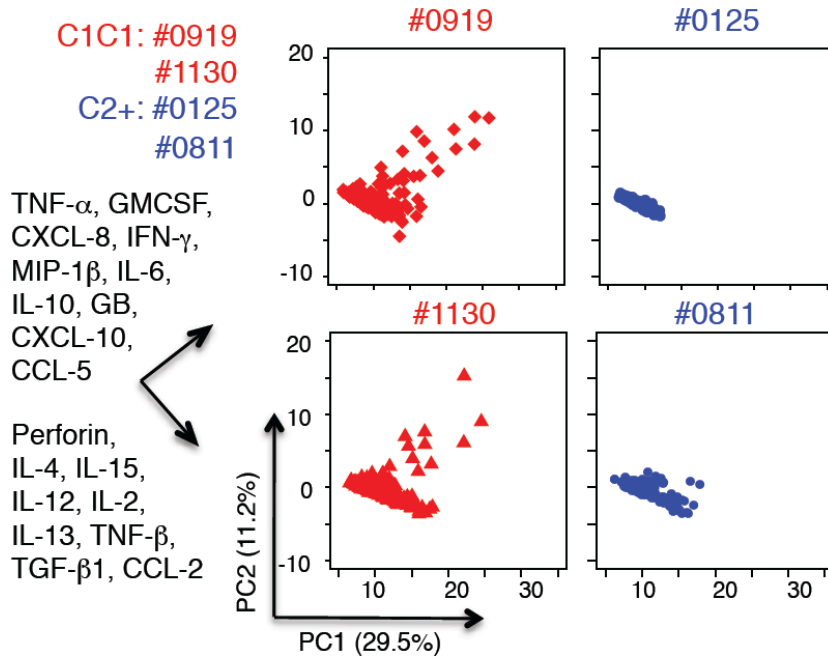 C1C1: #0919
#1130
C2+: #0125
#0811
TNF-α, GMCSF,
CXCL-8, IFN-γ,
MIP-1β, IL-6,
IL-10, GB,
CXCL-10,
CCL-5
Perforin,
IL-4, IL-15,
IL-12, IL-2,
IL-13, TNF-β,
TGF-β1, CCL-2
#0919
#0125
20
10
0
-10
#1130
#0811
20
10
0
-10
10 20 30
10 20 30
PC2 (11.2%)
PC1 (29.5%)